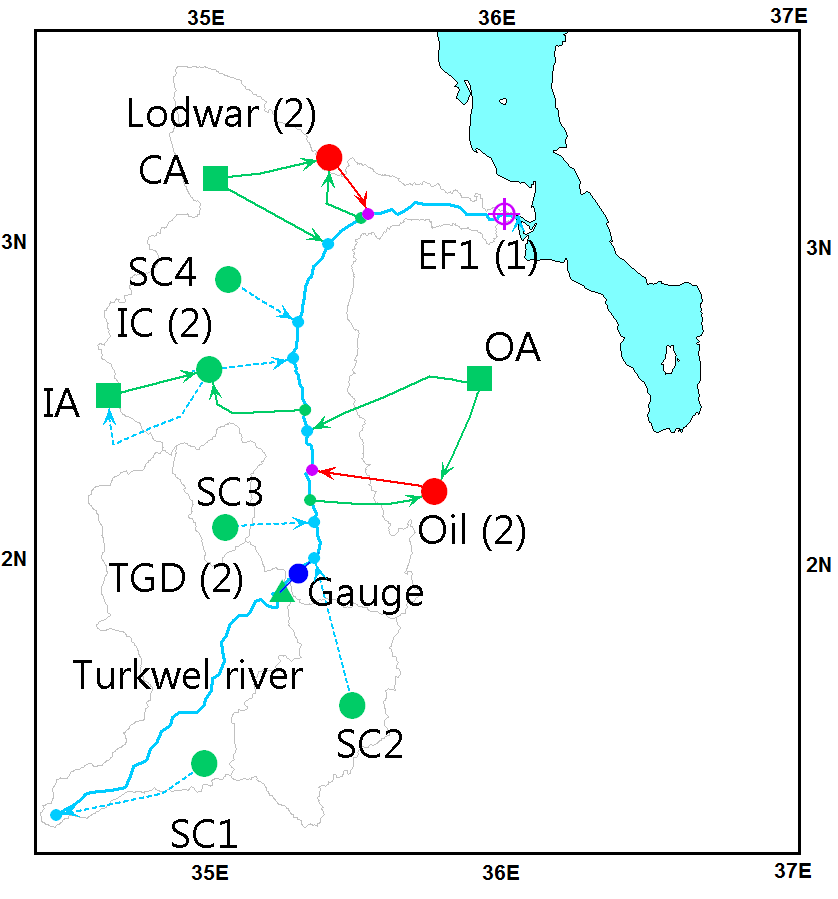 35E
36E
37E
Lodwar (2)
CA
3N
3N
EF1 (1)
SC4
IC (2)
OA
IA
SC3
Oil (2)
2N
2N
TGD (2)
Gauge
Turkwel river
SC2
SC1
35E
36E
37E